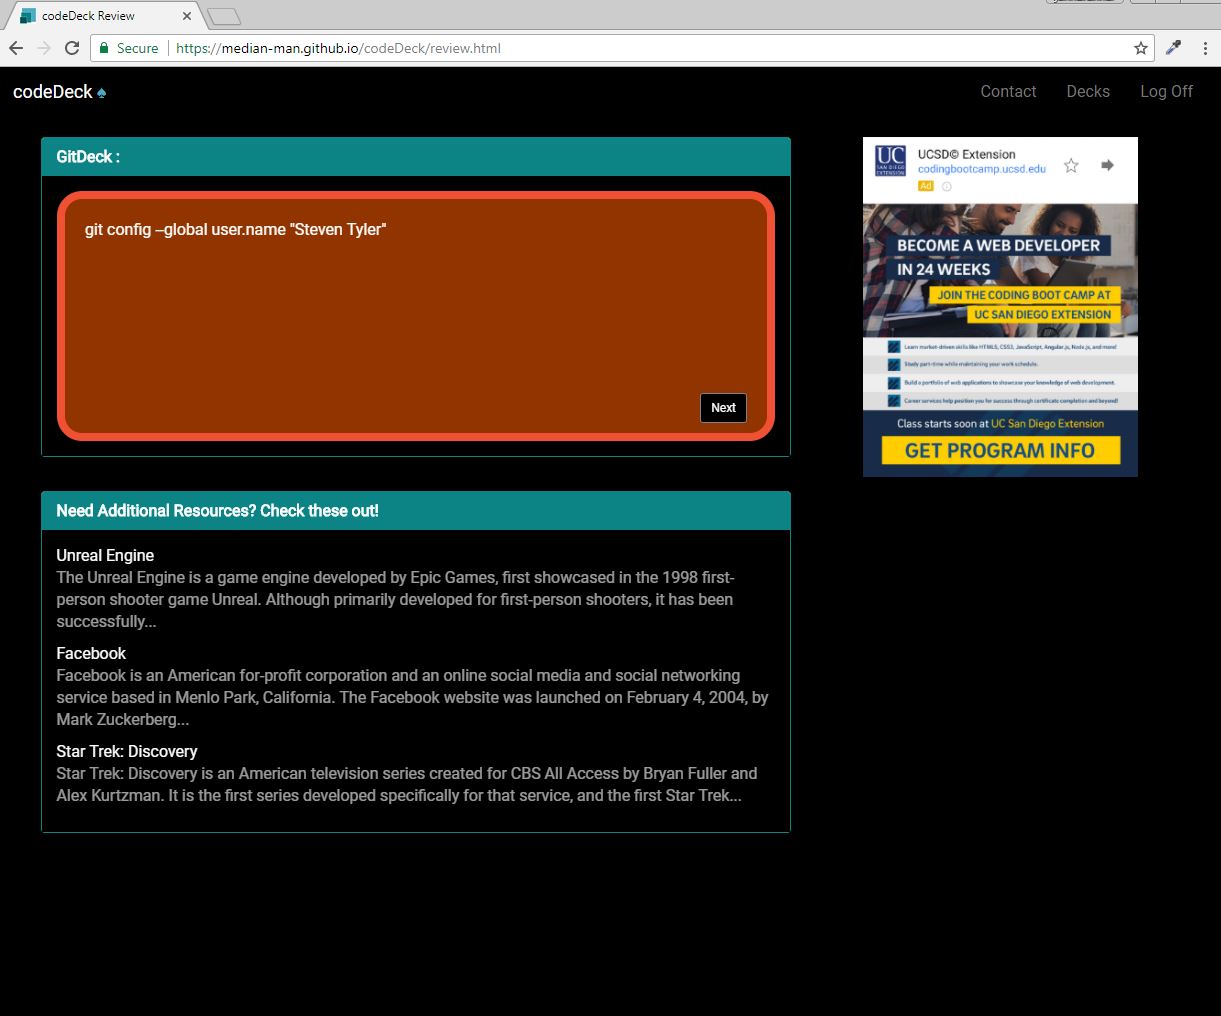 codeDeck Review
Secure
https://median-man.github.io/codeDeck/review.html
codeDeck
Contact
Decks
Log Off
GitDeck :
git config –global user.name "Steven Tyler"
Next
UC
SAN DIEGO
EXTENSION
UCSD© Extension
codingbootcamp.ucsd.edu
Ad
BECOME A WEB DEVELOPER
IN 24 WEEKS
JOIN THE CODING BOOT CAMP AT
UC SAN DIEGO EXTENSION
Learn market-driven skills like HTML5, CSS3, JavaScript, Angular.js, Node.js, and more!
Study part-time while maintaining your work schedule.
Build a portfolio of web applications to showcase your knowledge of web development.
Career services help position you for success through certificate completion and beyond!
Class starts soon at UC San Diego Extension
GET PROGRAM INFO
Need Additional Resources? Check these out!
Unreal Engine
The Unreal Engine is a game engine developed by Epic Games, first showcased in the 1998 first-
person shooter game Unreal. Although primarily developed for first-person shooters, it has been
successfully...
Facebook
Facebook is an American for-profit corporation and an online social media and social networking
service based in Menlo Park, California. The Facebook website was launched on February 4, 2004, by
Mark Zuckerberg...
Star Trek: Discovery
Star Trek: Discovery is an American television series created for CBS All Access by Bryan Fuller and
Alex Kurtzman. It is the first series developed specifically for that service, and the first Star Trek...